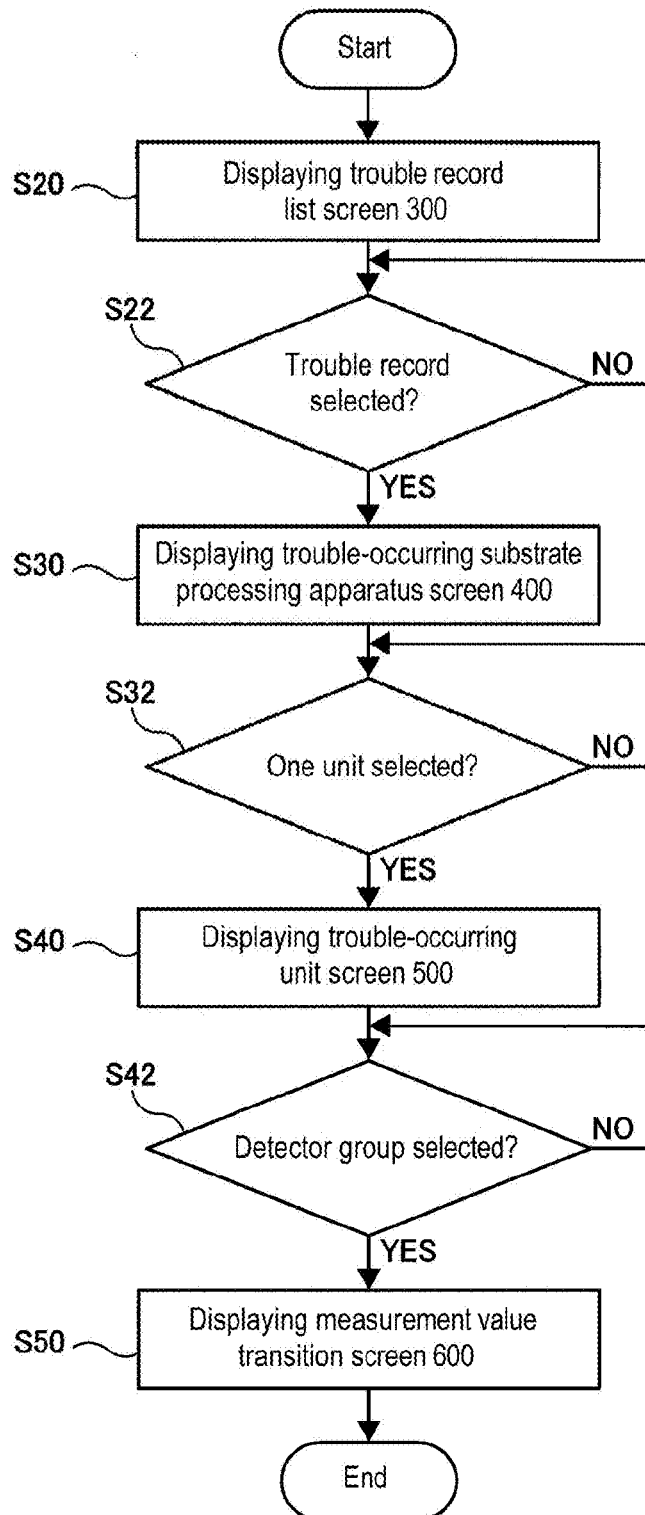 Start
S20
Displaying trouble record
list screen 300
S22
Trouble record
selected?
NO
YES
S30
Displaying trouble-occurring substrate
processing apparatus screen 400
S32
One unit selected?
NO
YES
S40
Displaying trouble-occurring
unit screen 500
S42
Detector group selected?
NO
YES
S50
Displaying measurement value
transition screen 600
End